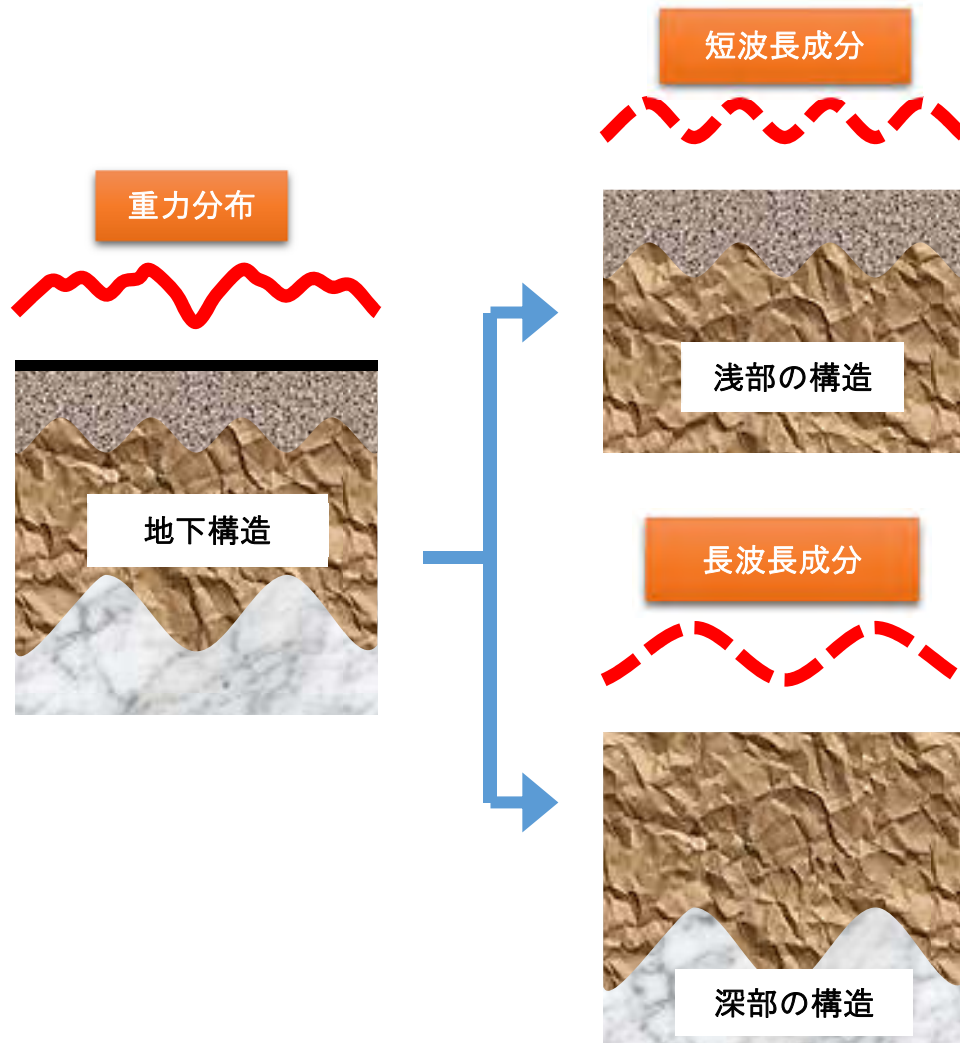 重力分布
地下構造
短波長成分
浅部の構造
長波長成分
深部の構造